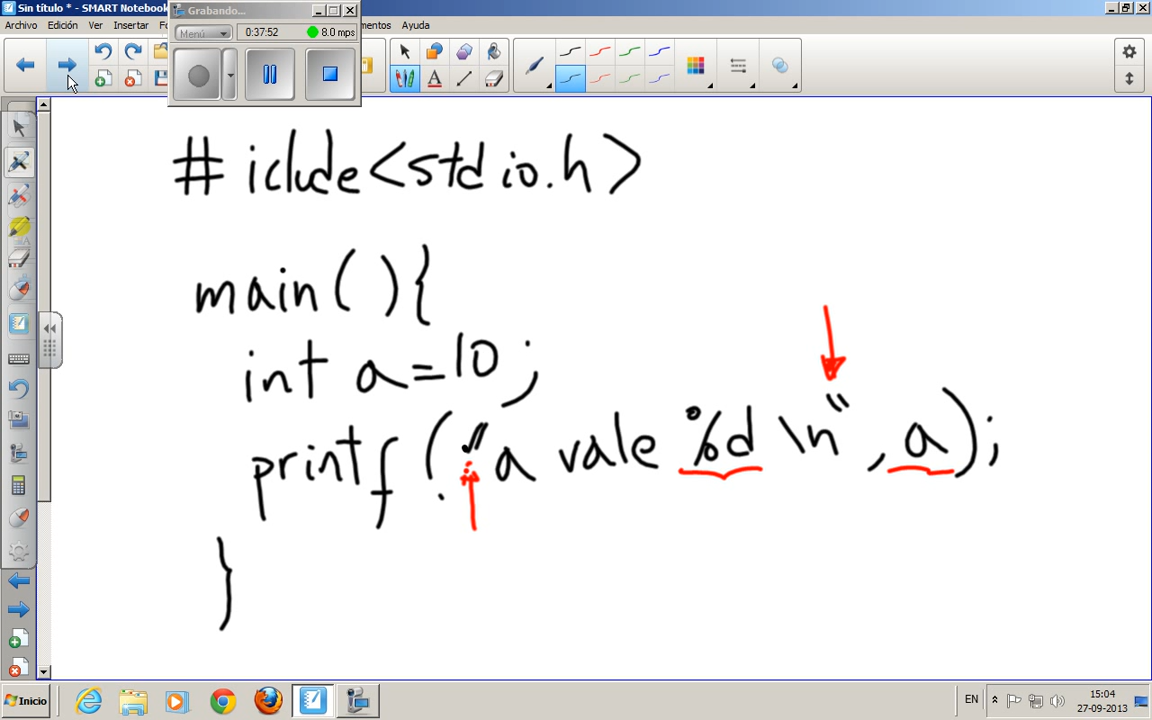 Sin título * - SMART Notebook
Grabando...
Archivo Edición Ver Insertar Fo mentos Ayuda
Menú 0:37:52 8.0 mps
# iclude<stdio.h>
main( ){
int a=10;
printf ("a vale %d \n", a);
}
Inicio
EN
15:04
27-09-2013